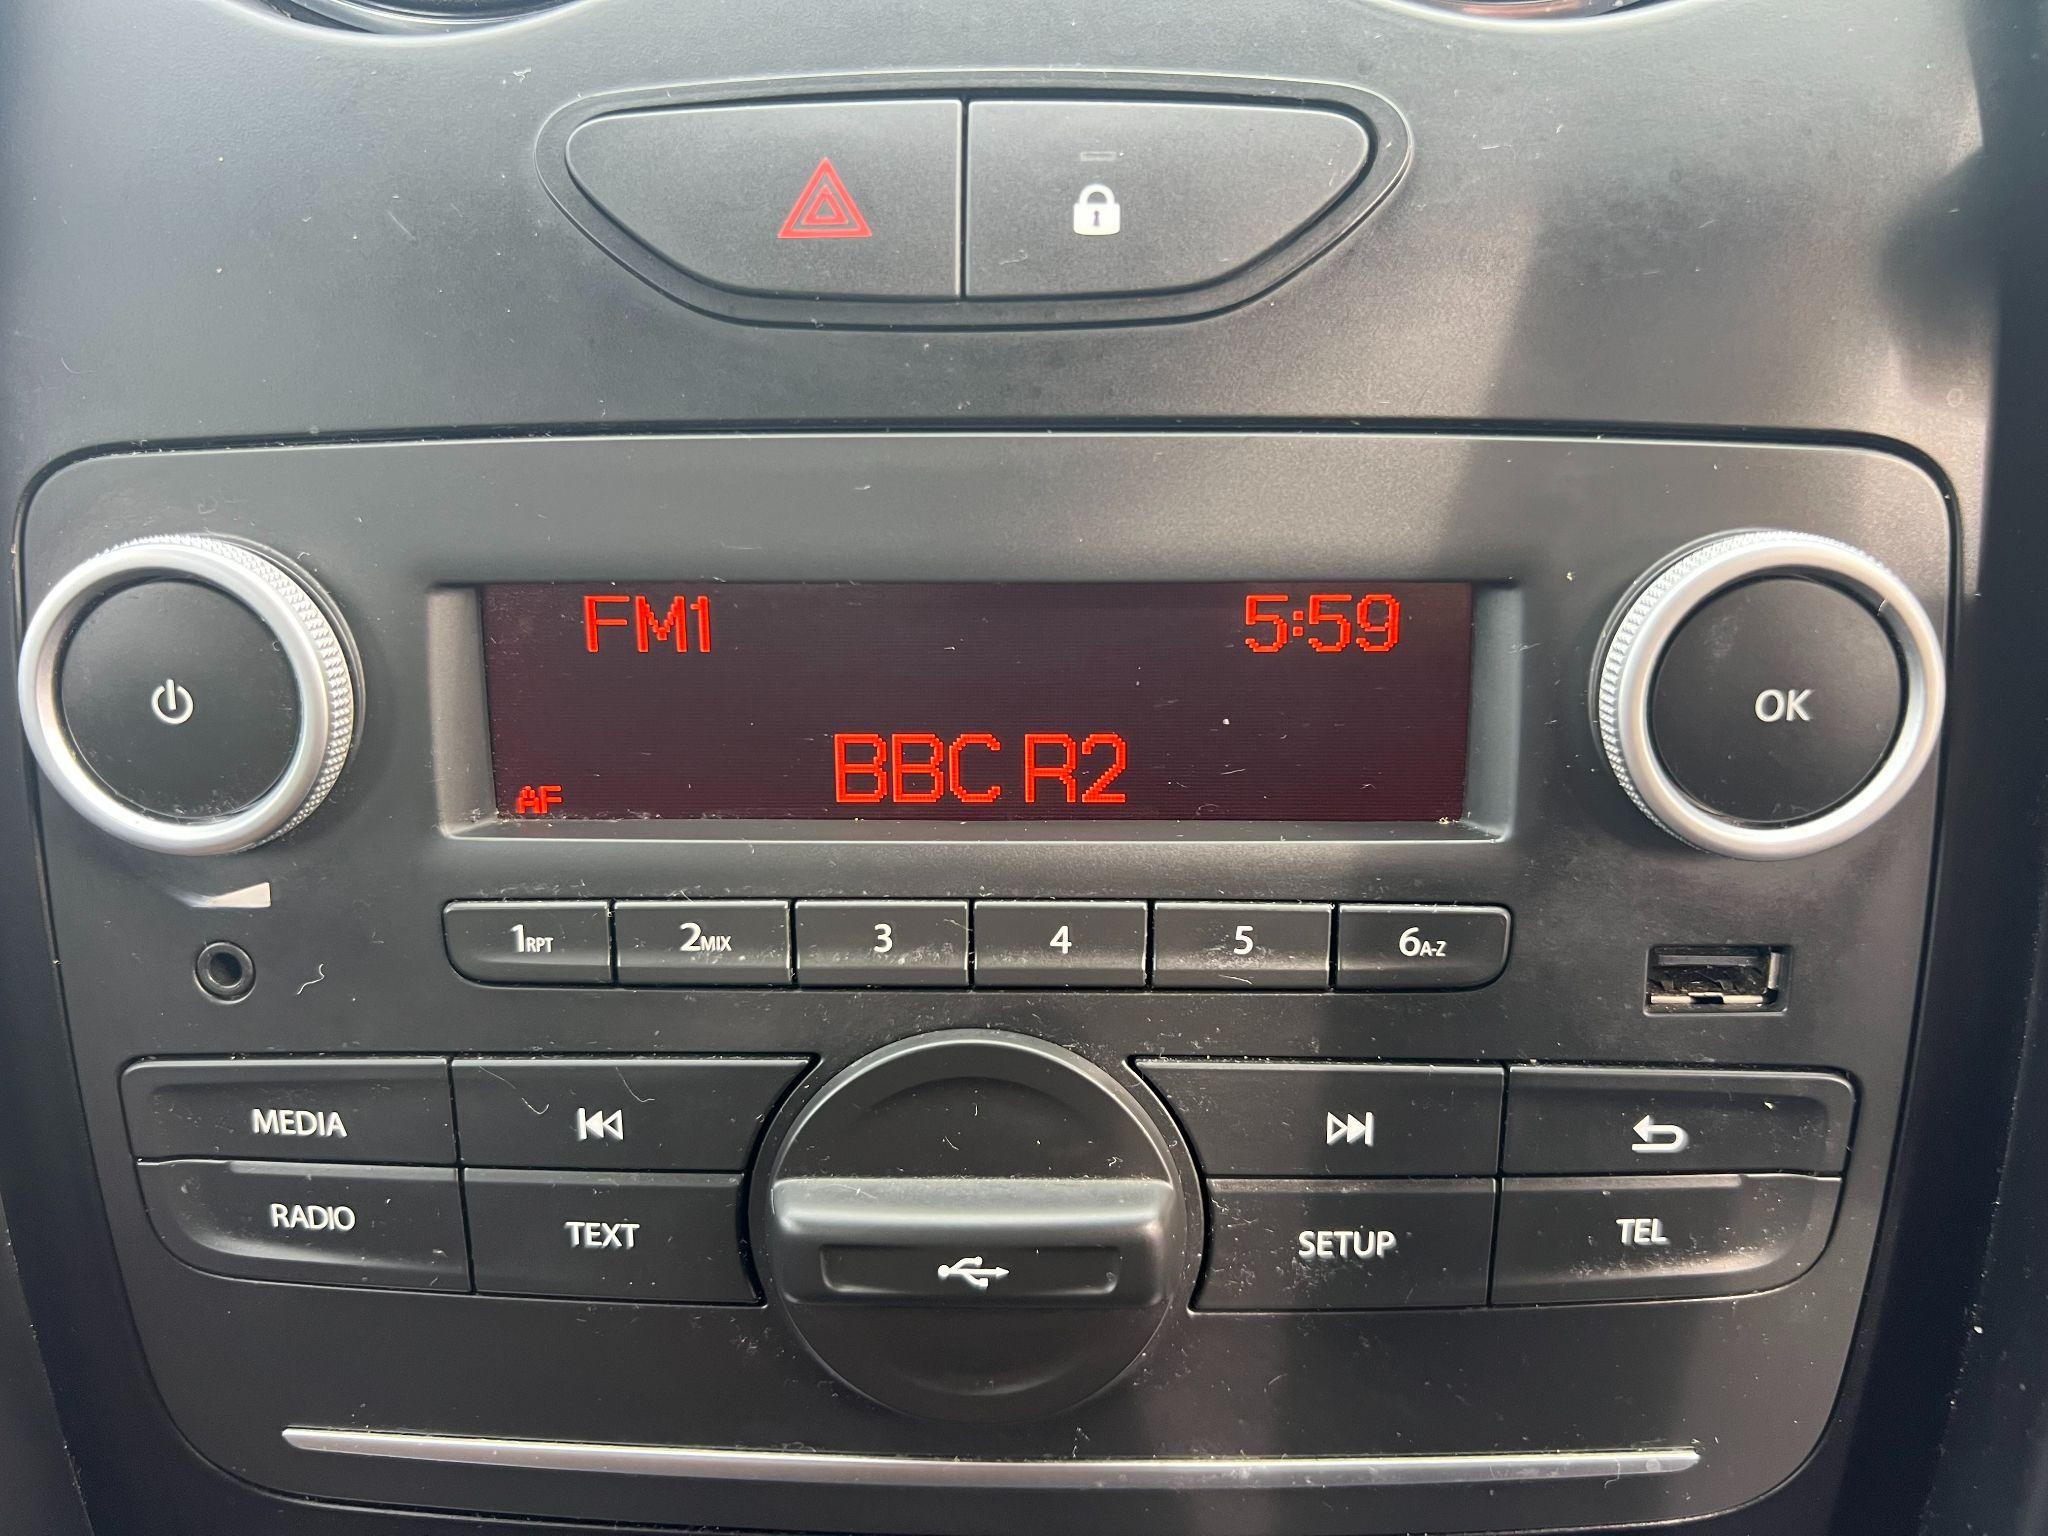 FM1 5:59
BBC R2
AF
OK
1RPT 2MIX 3 4 5 6A-Z
MEDIA
RADIO TEXT SETUP TEL